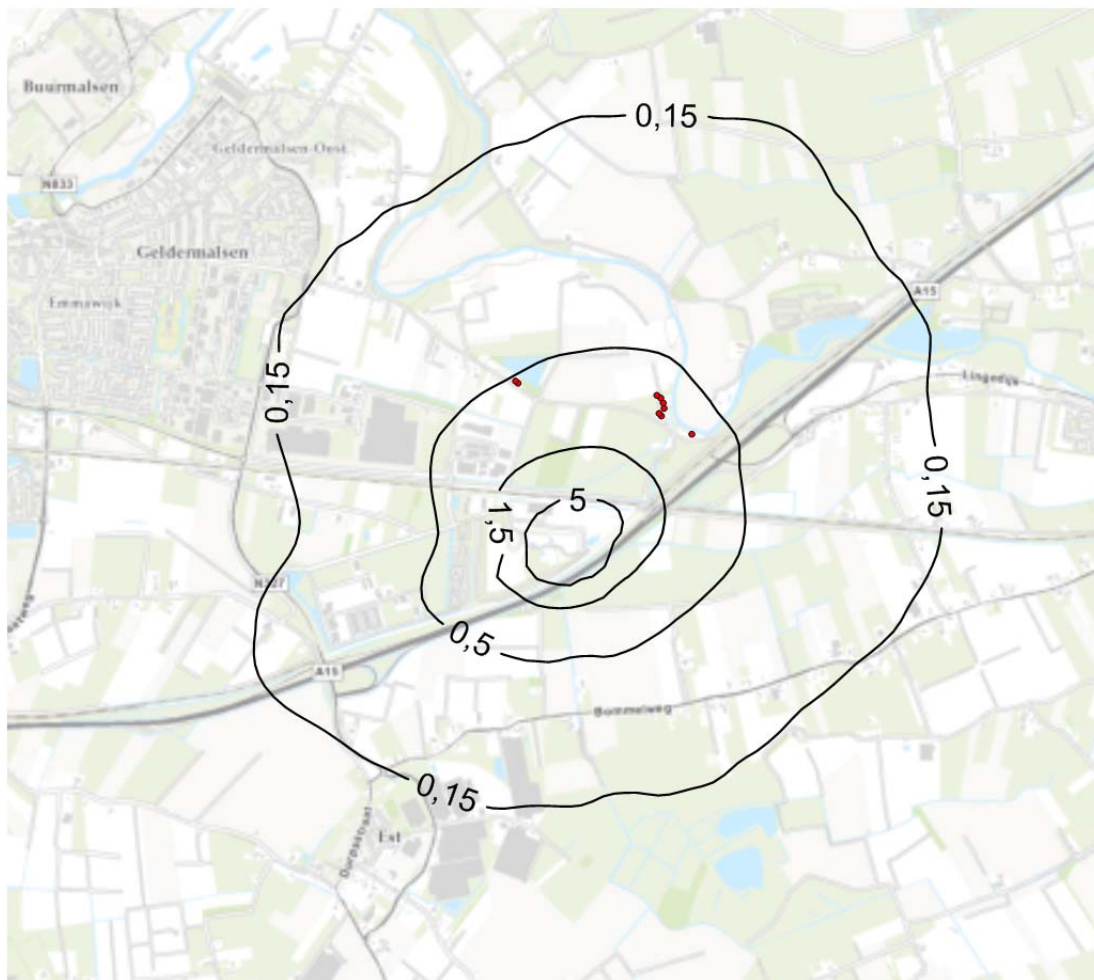 Buurmalsen
0,15
Geldermalsen-Oost
N833
Geldermalsen
A15
Emmawijk
0,15
Lingedijk
0,15
5
1,5
N327
0,5
A15
Bommelweg
0,15
Est
Dorpsstraat